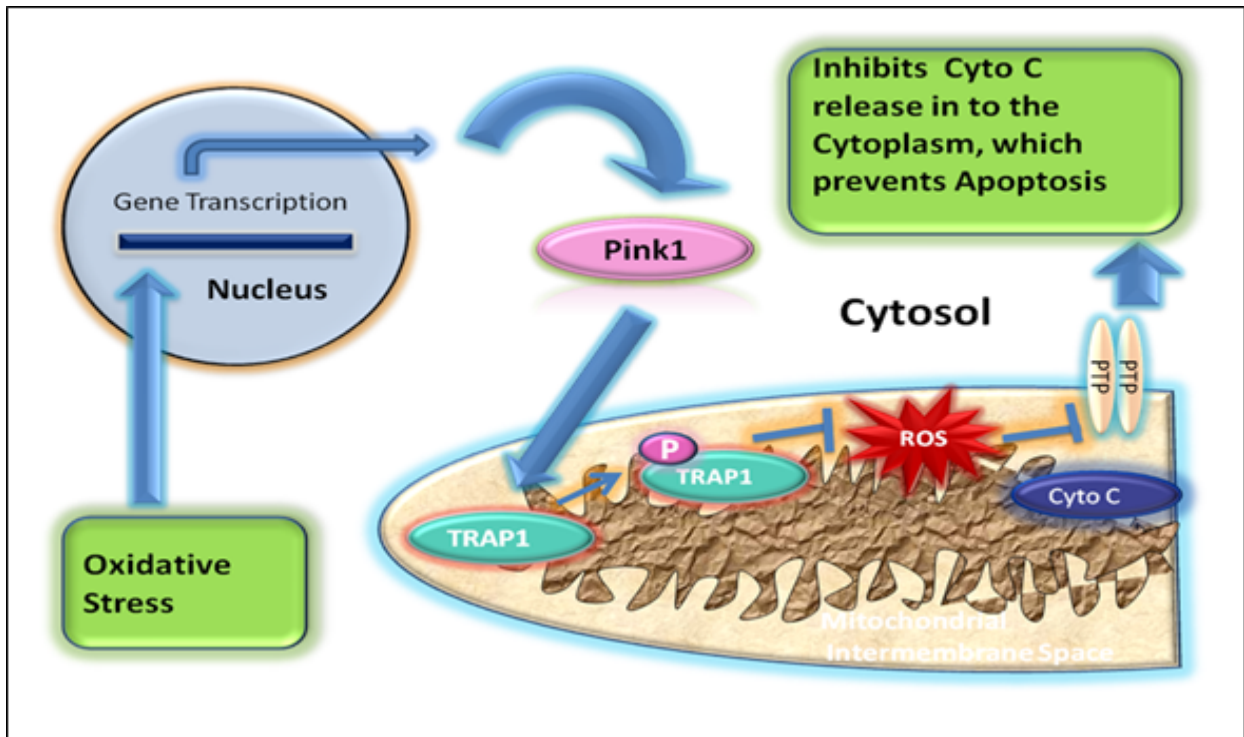 Inhibits Cyto C
release in to the
Cytoplasm, which
prevents Apoptosis
Gene Transcription
Nucleus
Pink1
Cytosol
PTP
PTP
P
TRAP1
ROS
Cyto C
TRAP1
Oxidative
Stress
Mitochondrial
Intermembrane Space